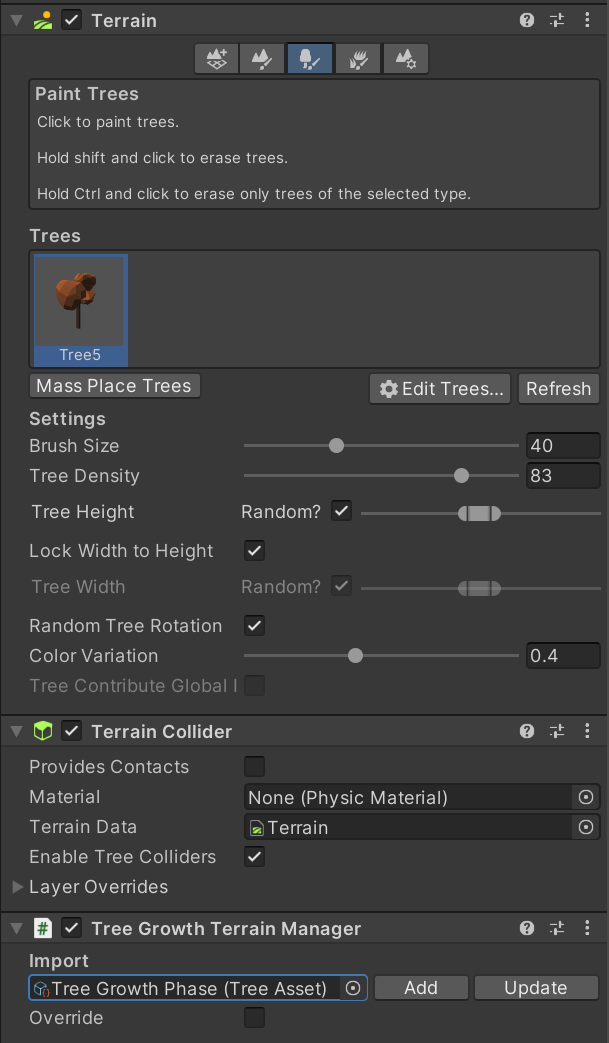 Terrain
Paint Trees
Click to paint trees.
Hold shift and click to erase trees.
Hold Ctrl and click to erase only trees of the selected type.
Trees
Tree5
Mass Place Trees Edit Trees... Refresh
Settings
Brush Size 40
Tree Density 83
Tree Height Random?
Lock Width to Height
Tree Width Random?
Random Tree Rotation
Color Variation 0.4
Tree Contribute Global I
Terrain Collider
Provides Contacts
Material None (Physic Material)
Terrain Data Terrain
Enable Tree Colliders
Layer Overrides
# Tree Growth Terrain Manager
Import
Tree Growth Phase (Tree Asset) Add Update
Override